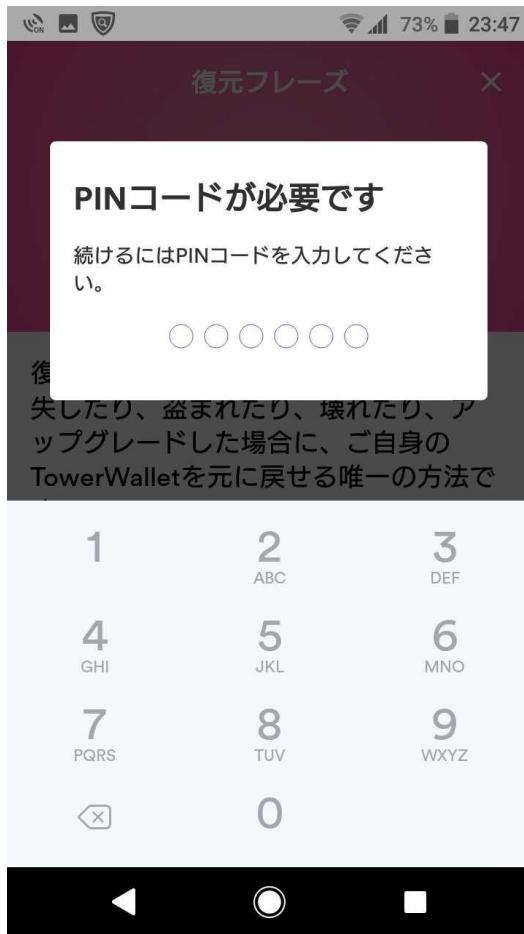 ON 73% 23:47
復元フレーズ ×
PINコードが必要です
続けるにはPINコードを入力してくださ
い。
復
失したり、盗まれたり、壊れたり、ア
ップグレードした場合に、ご自身の
TowerWalletを元に戻せる唯一の方法で
1 2 3
ABC DEF
4 5 6
GHI JKL MNO
7 8 9
PQRS TUV WXYZ
0